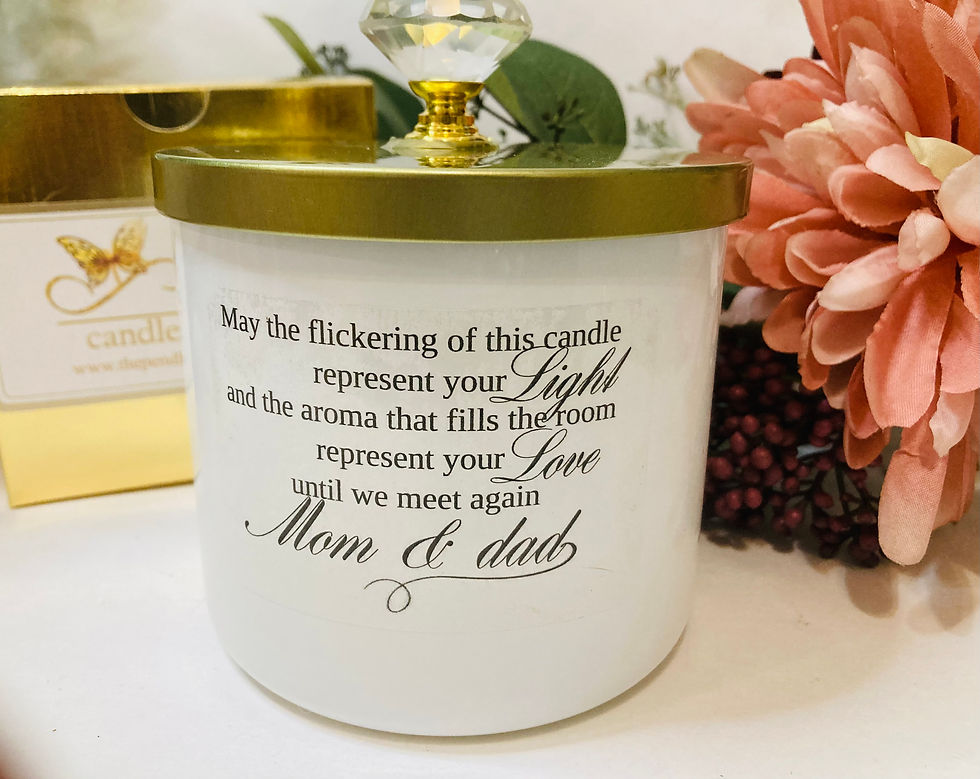 May the flickering of this candle
represent your Light
and the aroma that fills the room
represent your Love
until we meet again
Mom & dad
candle